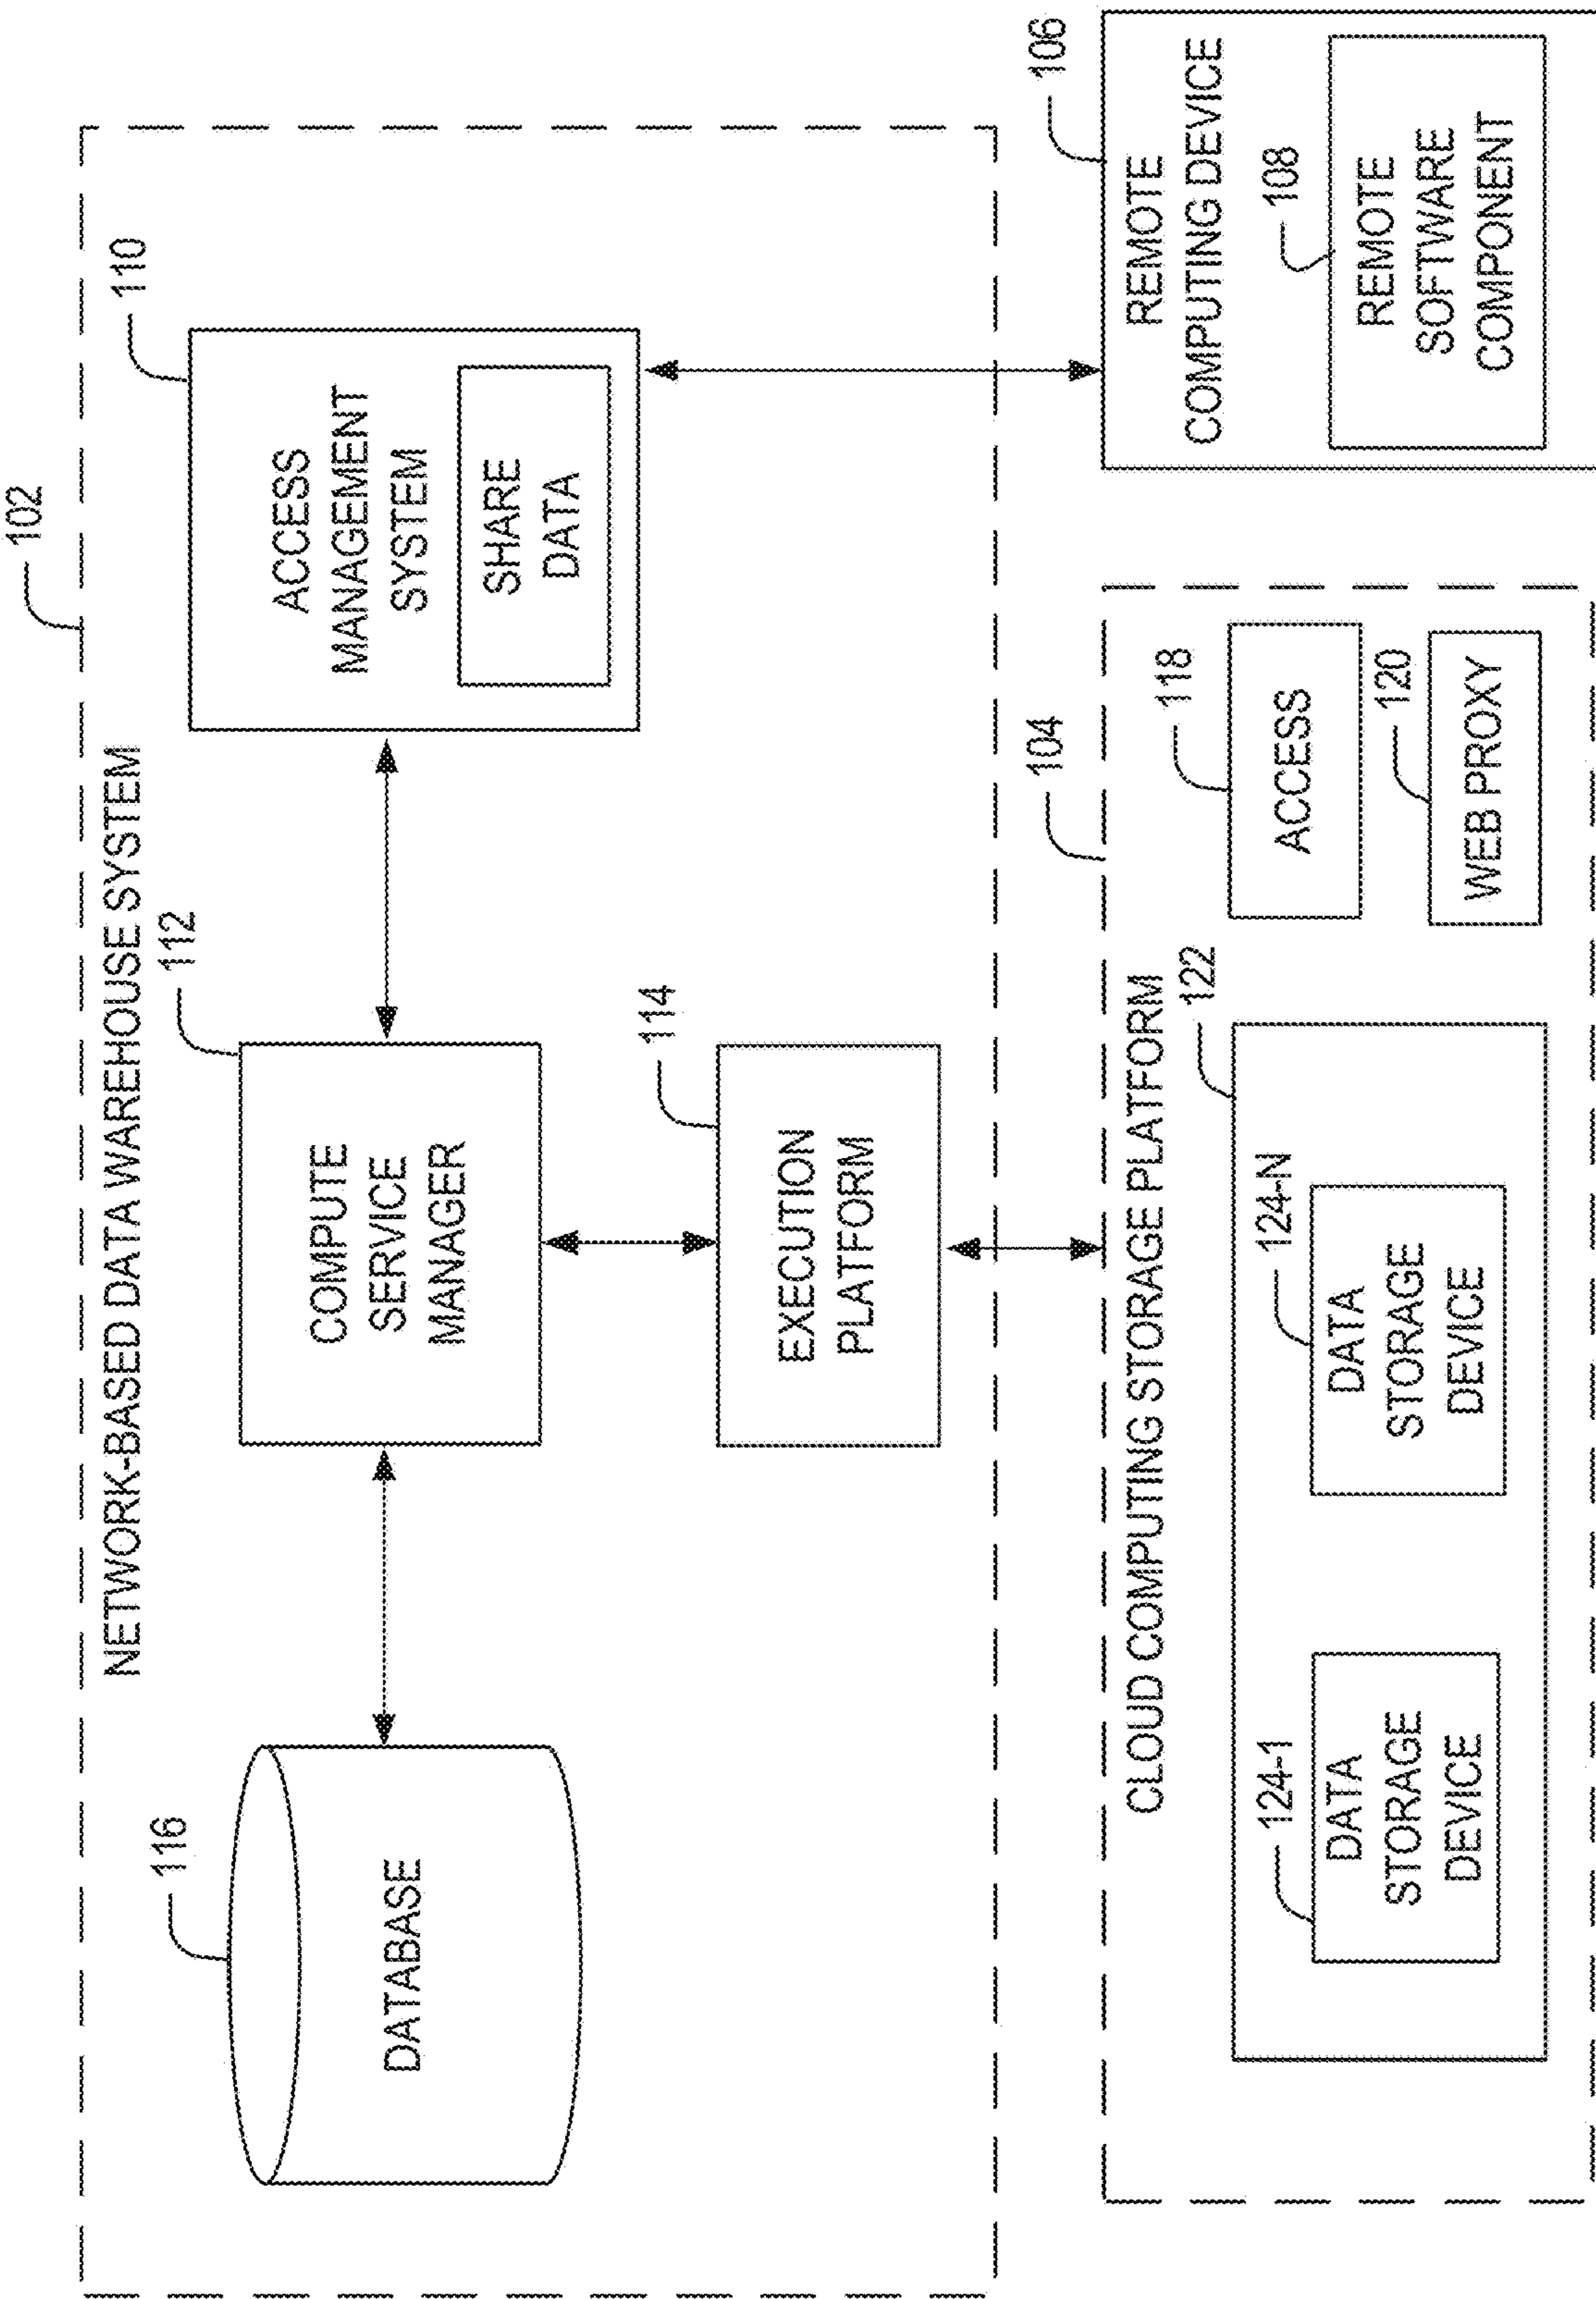 102
NETWORK-BASED DATA WAREHOUSE SYSTEM
116
DATABASE
112
COMPUTE
SERVICE
MANAGER
110
ACCESS
MANAGEMENT
SYSTEM
SHARE
DATA
114
EXECUTION
PLATFORM
104
CLOUD COMPUTING STORAGE PLATFORM
122
124-1
DATA
STORAGE
DEVICE
124-N
DATA
STORAGE
DEVICE
118
ACCESS
120
WEB PROXY
106
REMOTE
COMPUTING DEVICE
108
REMOTE
SOFTWARE
COMPONENT